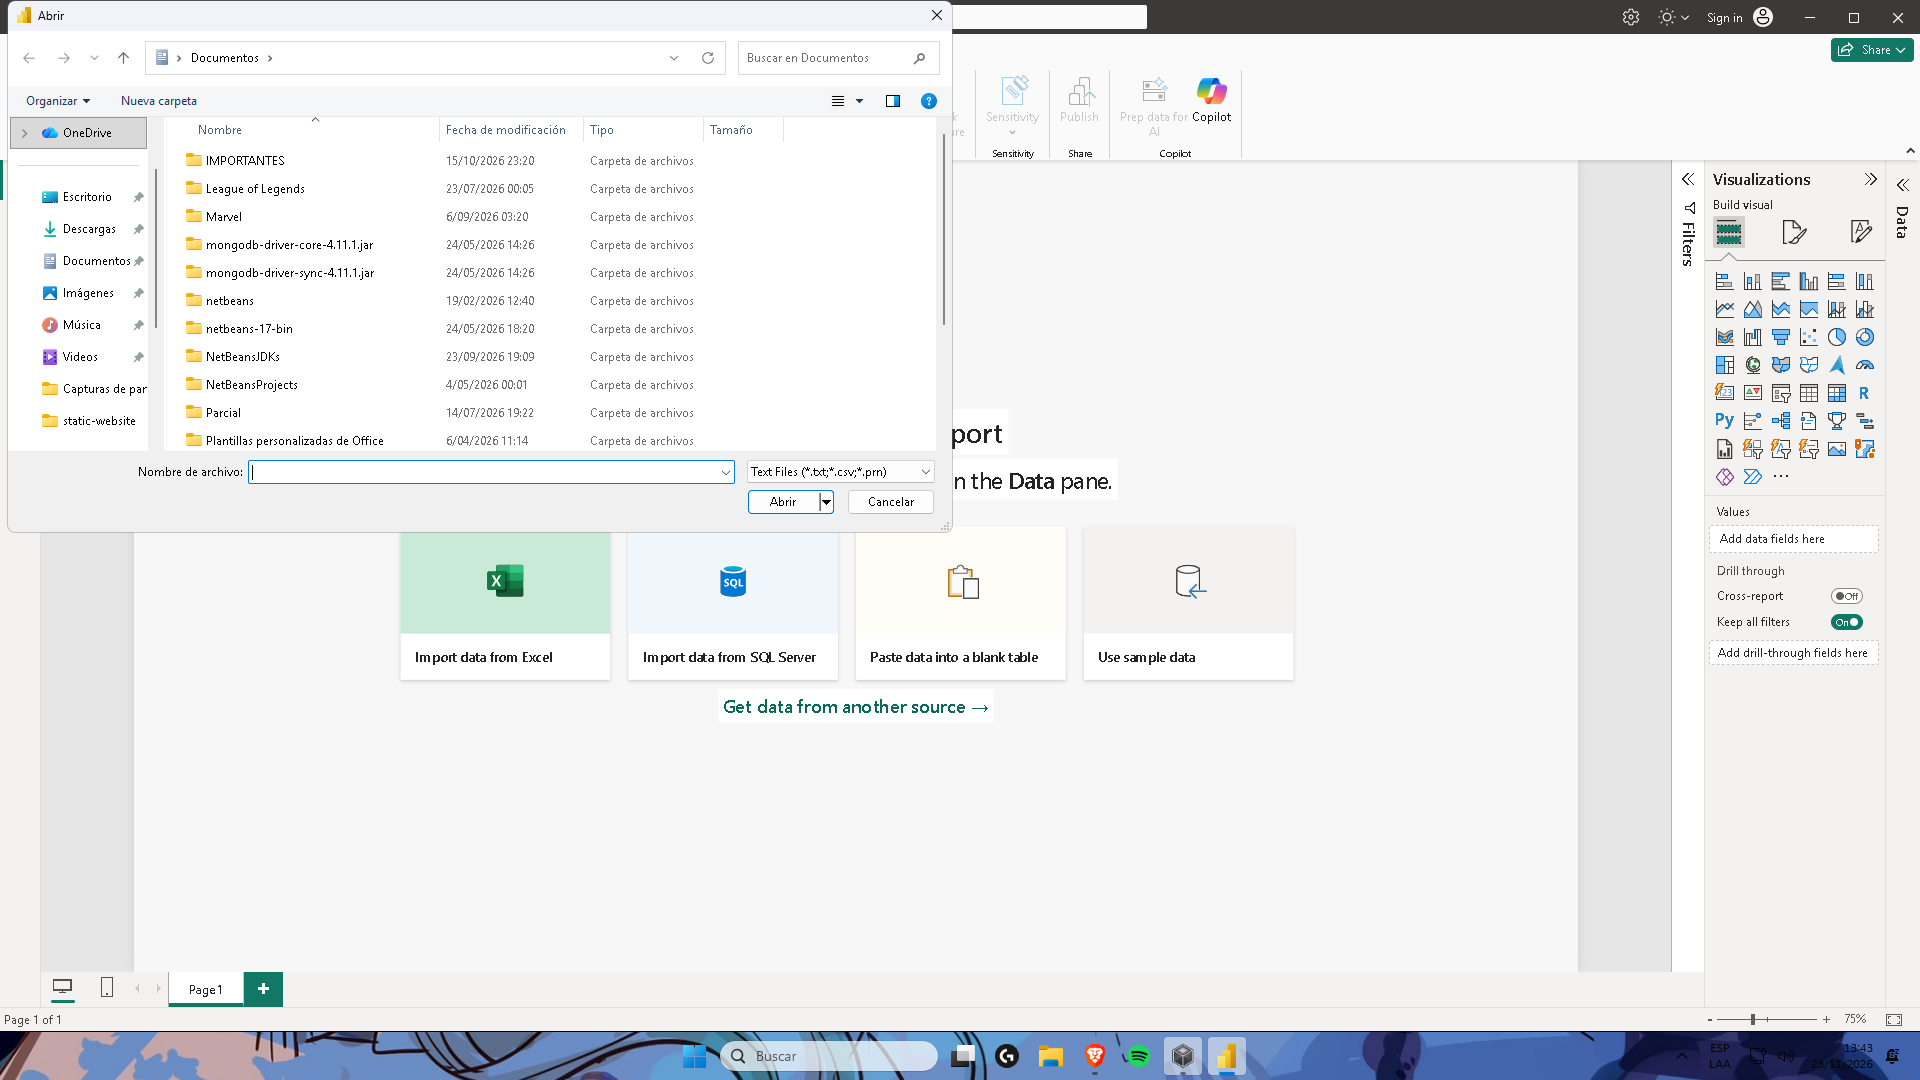 Abrir
Sign in
Share
Documentos
Buscar en Documentos
Organizar
Nueva carpeta
Nombre
Fecha de modificación
Tipo
Tamaño
OneDrive
Escritorio
Descargas
Documentos
Imágenes
Música
Videos
Capturas de par
static-website
IMPORTANTES 15/10/2026 23:20 Carpeta de archivos
League of Legends 23/07/2026 00:05 Carpeta de archivos
Marvel 6/09/2026 03:20 Carpeta de archivos
mongodb-driver-core-4.11.1.jar 24/05/2026 14:26 Carpeta de archivos
mongodb-driver-sync-4.11.1.jar 24/05/2026 14:26 Carpeta de archivos
netbeans 19/02/2026 12:40 Carpeta de archivos
netbeans-17-bin 24/05/2026 18:20 Carpeta de archivos
NetBeansJDKs 23/09/2026 19:09 Carpeta de archivos
NetBeansProjects 4/05/2026 00:01 Carpeta de archivos
Parcial 14/07/2026 19:22 Carpeta de archivos
Plantillas personalizadas de Office 6/04/2026 11:14 Carpeta de archivos
Nombre de archivo:
Text Files (*.txt;*.csv;*.prn)
Abrir
Cancelar
Sensitivity
Publish
Prep data for
AI
Copilot
Sensitivity
Share
Copilot
port
n the Data pane.
X
SQL
Import data from Excel
Import data from SQL Server
Paste data into a blank table
Use sample data
Get data from another source →
Filters
Visualizations
Data
Build visual
123
R
Py
Values
Add data fields here
Drill through
Cross-report
Off
Keep all filters
On
Add drill-through fields here
Page 1
Page 1 of 1
75%
Buscar
ESP
LAA
13:43
23/11/2026